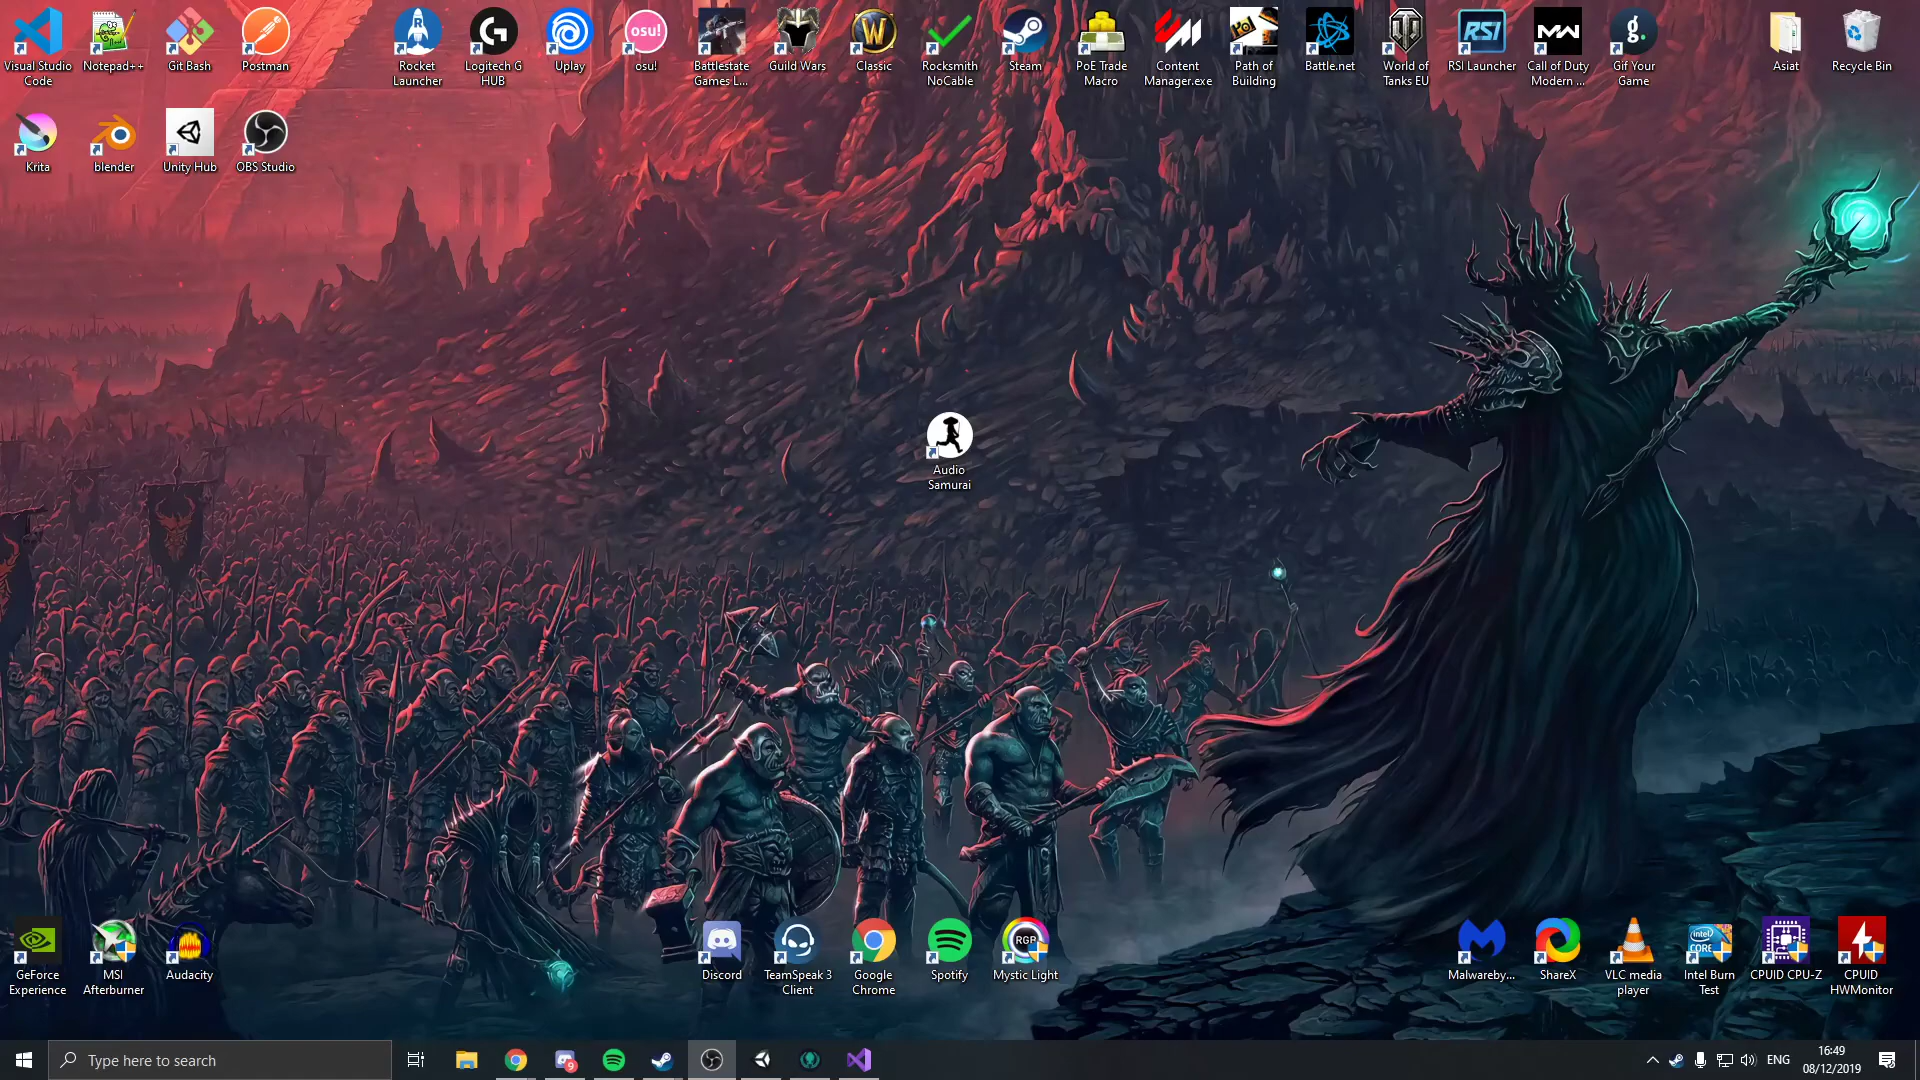 Visual Studio
Code
Notepad++
Git Bash
Postman
Rocket
Launcher
Logitech G
HUB
Uplay
osu!
osu!
Battlestate
Games L...
Guild Wars
Classic
Rocksmith
NoCable
Steam
PoE Trade
Macro
Content
Manager.exe
Path of
Building
Battle.net
World of
Tanks EU
RSI
RSI Launcher
Call of Duty
Modern ...
g.
Gif Your
Game
Asiat
Recycle Bin
Krita
blender
Unity Hub
OBS Studio
Audio
Samurai
GeForce
Experience
MSI
Afterburner
Audacity
Discord
TeamSpeak 3
Client
Google
Chrome
Spotify
RGB
Mystic Light
Malwareby...
ShareX
VLC media
player
intel
CORE
Intel Burn
Test
CPUID CPU-Z
CPUID
HWMonitor
Type here to search
9
ENG
16:49
08/12/2019